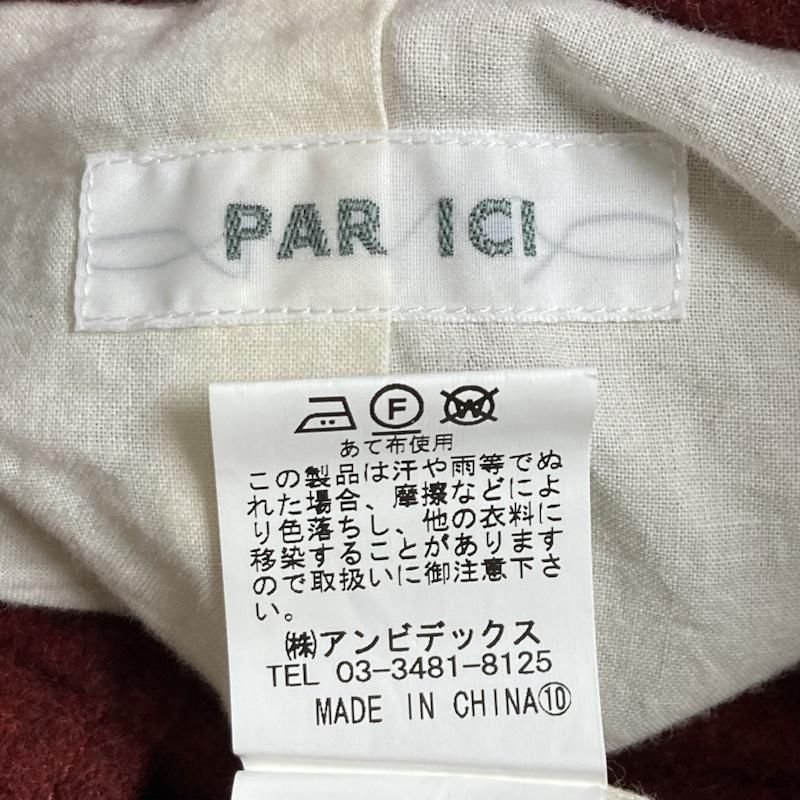 PAR ICI
F W
あて布使用
この製品は汗や雨等でぬ
れた場合、摩擦などによ
り色落ちし、他の衣料に
移染することがあります
ので取扱いに御注意下さ
い。
㈱アンビデックス
TEL 03-3481-8125
MADE IN CHINA⑩